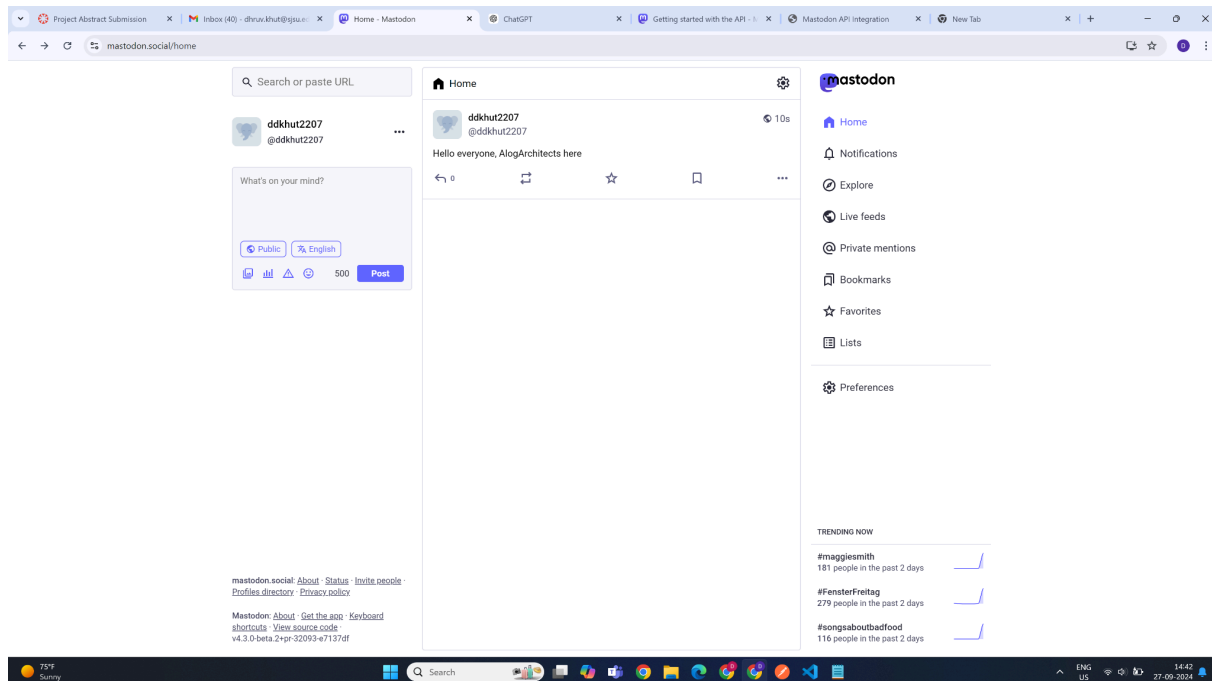 Project Abstract Submission
Inbox (40) - dhruv.khut@sjsu.e
Home - Mastodon
ChatGPT
Getting started with the API -
Mastodon API Integration
New Tab
mastodon.social/home
D
Search or paste URL
ddkhut2207
@ddkhut2207
What's on your mind?
Public
English
500
Post
mastodon.social: About · Status · Invite people ·
Profiles directory · Privacy policy
Mastodon: About · Get the app · Keyboard
shortcuts · View source code ·
v4.3.0-beta.2+pr-32093-e7137df
Home
ddkhut2207
10s
@ddkhut2207
Hello everyone, AlogArchitects here
0
mastodon
Home
Notifications
Explore
Live feeds
Private mentions
Bookmarks
Favorites
Lists
Preferences
TRENDING NOW
#maggiesmith
181 people in the past 2 days
#FensterFreitag
279 people in the past 2 days
#songsaboutbadfood
116 people in the past 2 days
75°F
Sunny
Search
ENG
US
14:42
27-09-2024